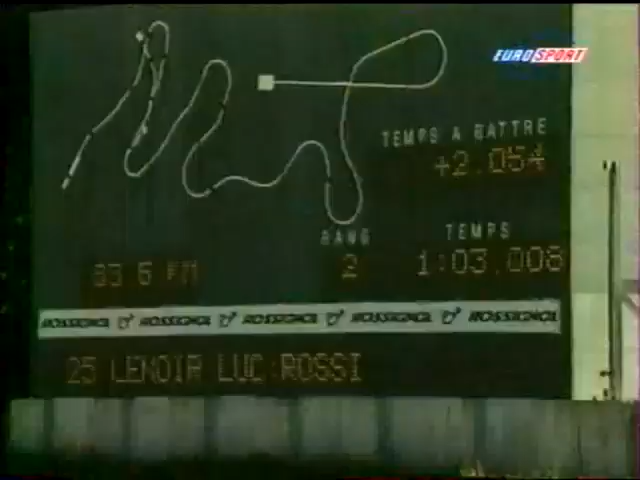 EUROSPORT
TEMPS A BATTRE
+2.054
RANG TEMPS
2 1:03.008
ROSSIGNOL ROSSIGNOL ROSSIGNOL ROSSIGNOL ROSSIGNOL
25 LENOIR LUC ROSSI